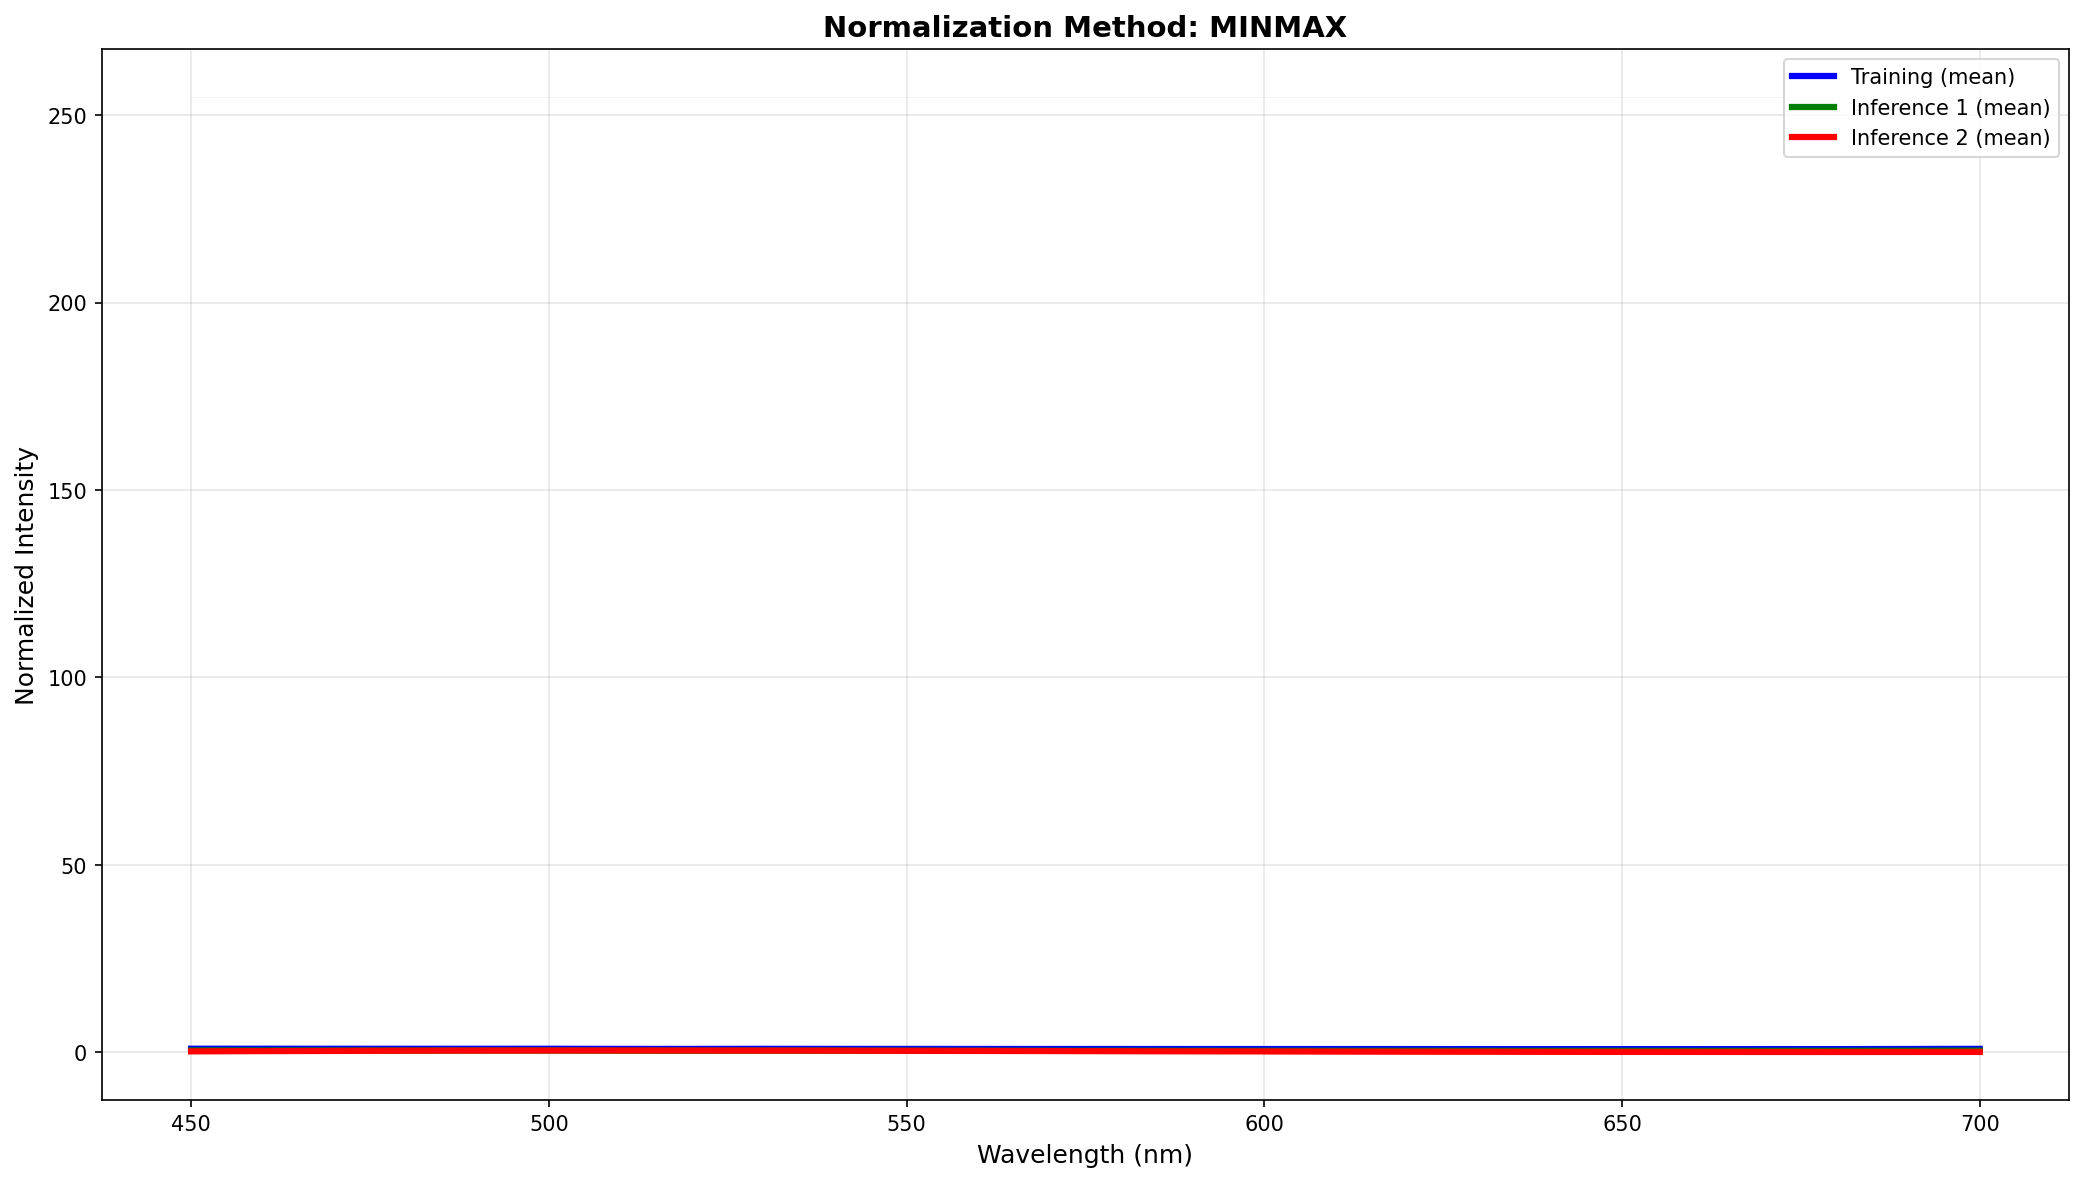 Normalization Method: MINMAX
Training (mean)
Inference 1 (mean)
Inference 2 (mean)
Normalized Intensity
250
200
150
100
50
0
450
500
550
600
650
700
Wavelength (nm)